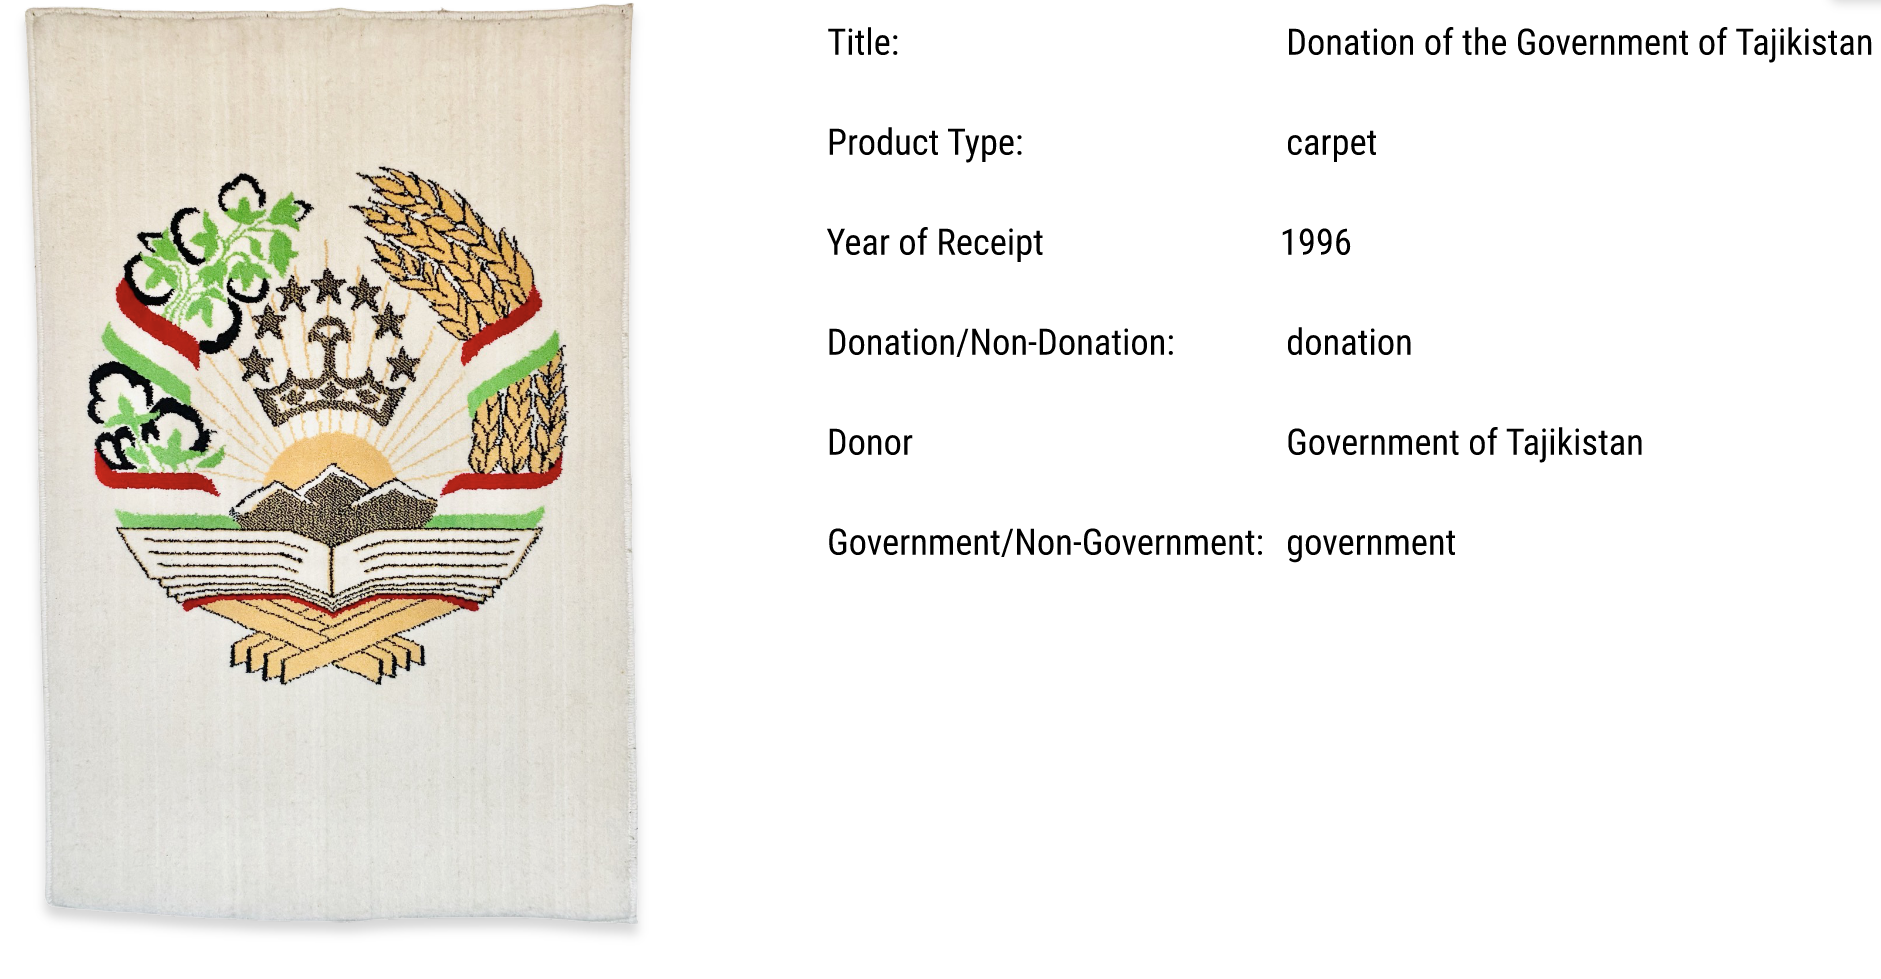 Title: Donation of the Government of Tajikistan
Product Type: carpet
Year of Receipt 1996
Donation/Non-Donation: donation
Donor Government of Tajikistan
Government/Non-Government: government